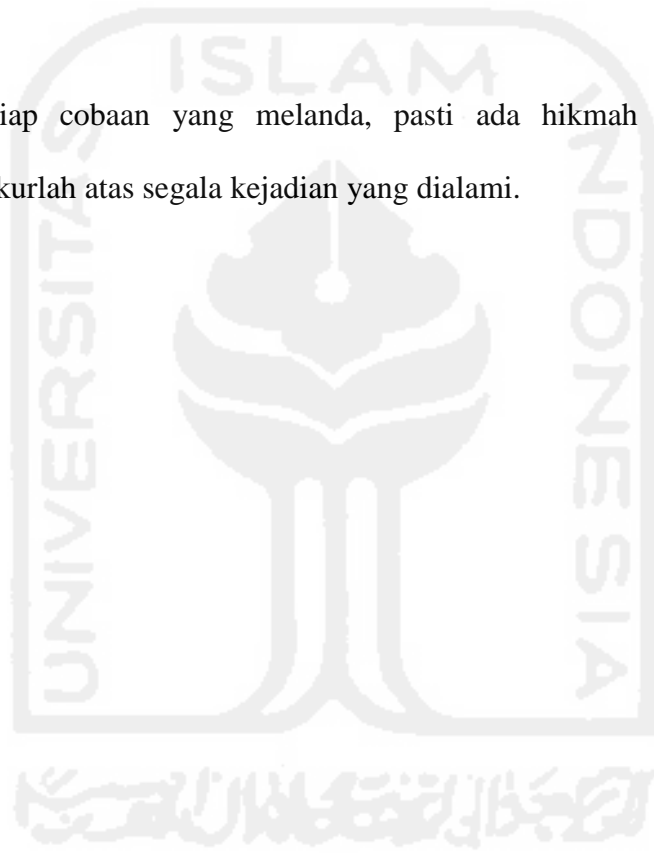 iap cobaan yang melanda, pasti ada hikmah
kurlah atas segala kejadian yang dialami.
ISLAM
UNIVERSITAS
INDONESIA